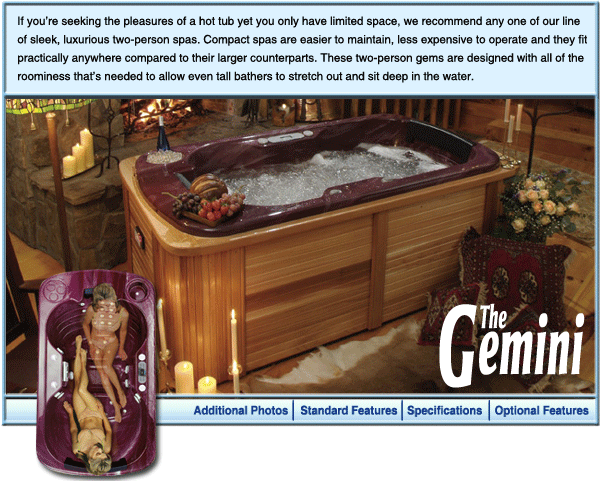 If you're seeking the pleasures of a hot tub yet you only have limited space, we recommend any one of our line
of sleek, luxurious two-person spas. Compact spas are easier to maintain, less expensive to operate and they fit
practically anywhere compared to their larger counterparts. These two-person gems are designed with all of the
roominess that's needed to allow even tall bathers to stretch out and sit deep in the water.
The
Gemini
Additional Photos | Standard Features | Specifications | Optional Features